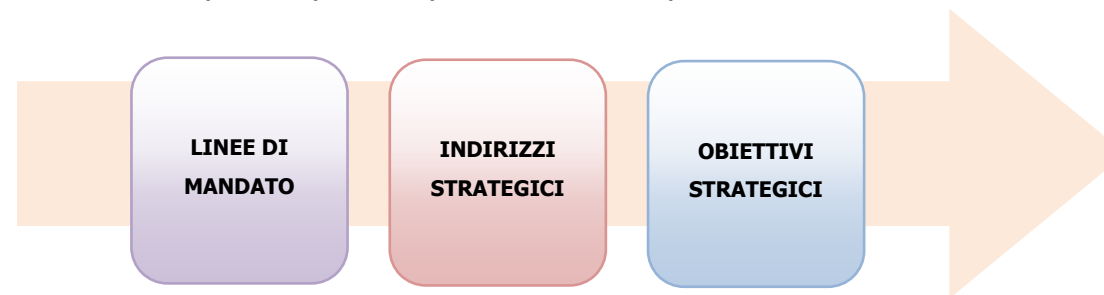 LINEE DI
MANDATO
INDIRIZZI
STRATEGICI
OBIETTIVI
STRATEGICI